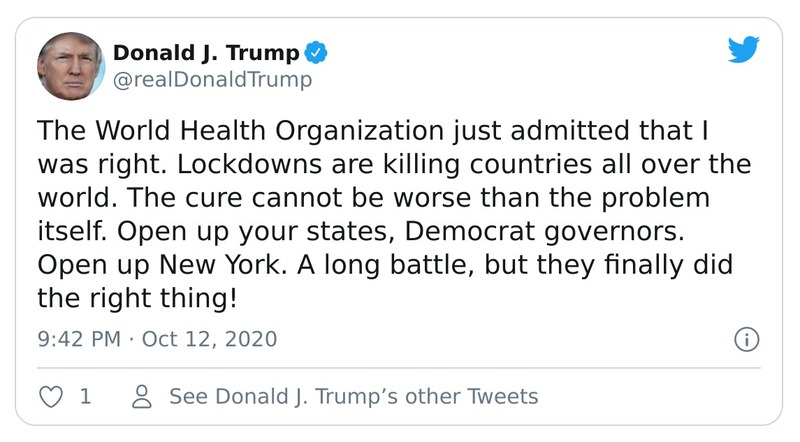 Donald J. Trump
@realDonaldTrump
The World Health Organization just admitted that I
was right. Lockdowns are killing countries all over the
world. The cure cannot be worse than the problem
itself. Open up your states, Democrat governors.
Open up New York. A long battle, but they finally did
the right thing!
9:42 PM · Oct 12, 2020
1 See Donald J. Trump’s other Tweets